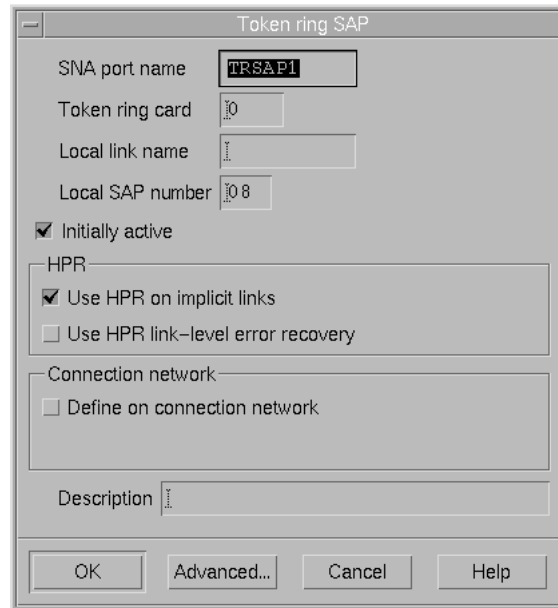 Token ring SAP
SNA port name TRSAP1
Token ring card 0
Local link name
Local SAP number 08
Initially active
HPR
Use HPR on implicit links
Use HPR link-level error recovery
Connection network
Define on connection network
Description
OK Advanced... Cancel Help